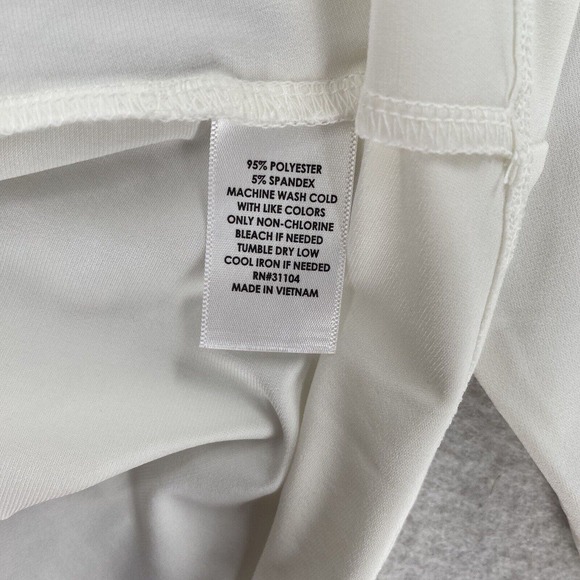 95% POLYESTER
5% SPANDEX
MACHINE WASH COLD
WITH LIKE COLORS
ONLY NON-CHLORINE
BLEACH IF NEEDED
TUMBLE DRY LOW
COOL IRON IF NEEDED
RN#31104
MADE IN VIETNAM